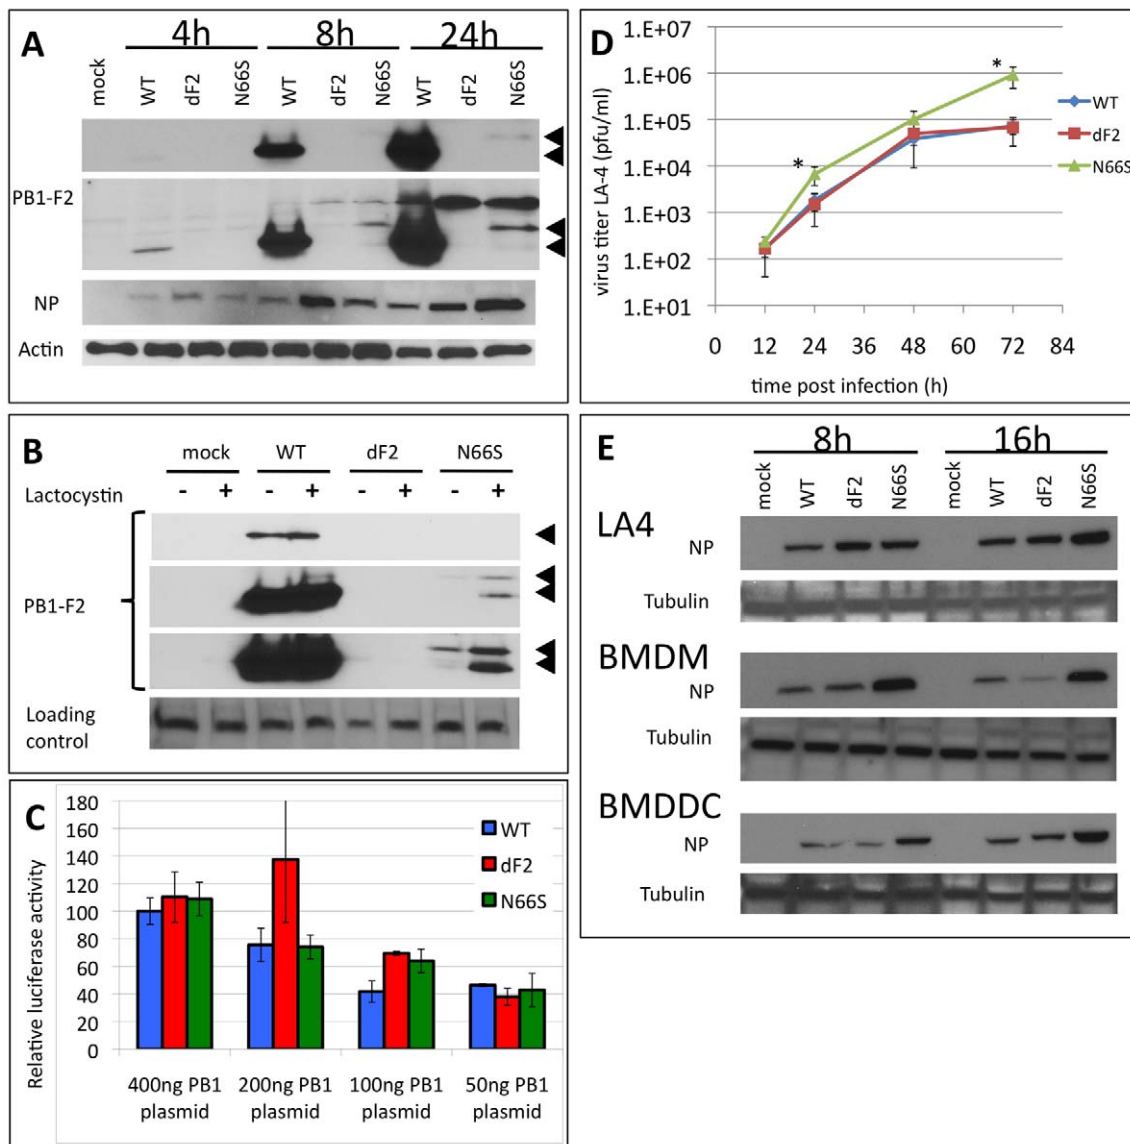 A
4h 8h 24h
mock WT dF2 N66S WT dF2 N66S WT dF2 N66S
PB1-F2
NP
Actin
B
mock WT dF2 N66S
Lactocystin - + - + - + - +
PB1-F2
Loading
control
C
Relative luciferase activity
180
160
140
120
100
80
60
40
20
0
WT
dF2
N66S
400ng PB1 200ng PB1 100ng PB1 50ng PB1
plasmid plasmid plasmid plasmid
D
virus titer LA-4 (pfu/ml)
1.E+07
1.E+06
1.E+05
1.E+04
1.E+03
1.E+02
1.E+01
* *
WT
dF2
N66S
0 12 24 36 48 60 72 84
time post infection (h)
E
8h 16h
mock WT dF2 N66S mock WT dF2 N66S
LA4
NP
Tubulin
BMDM
NP
Tubulin
BMDDC
NP
Tubulin